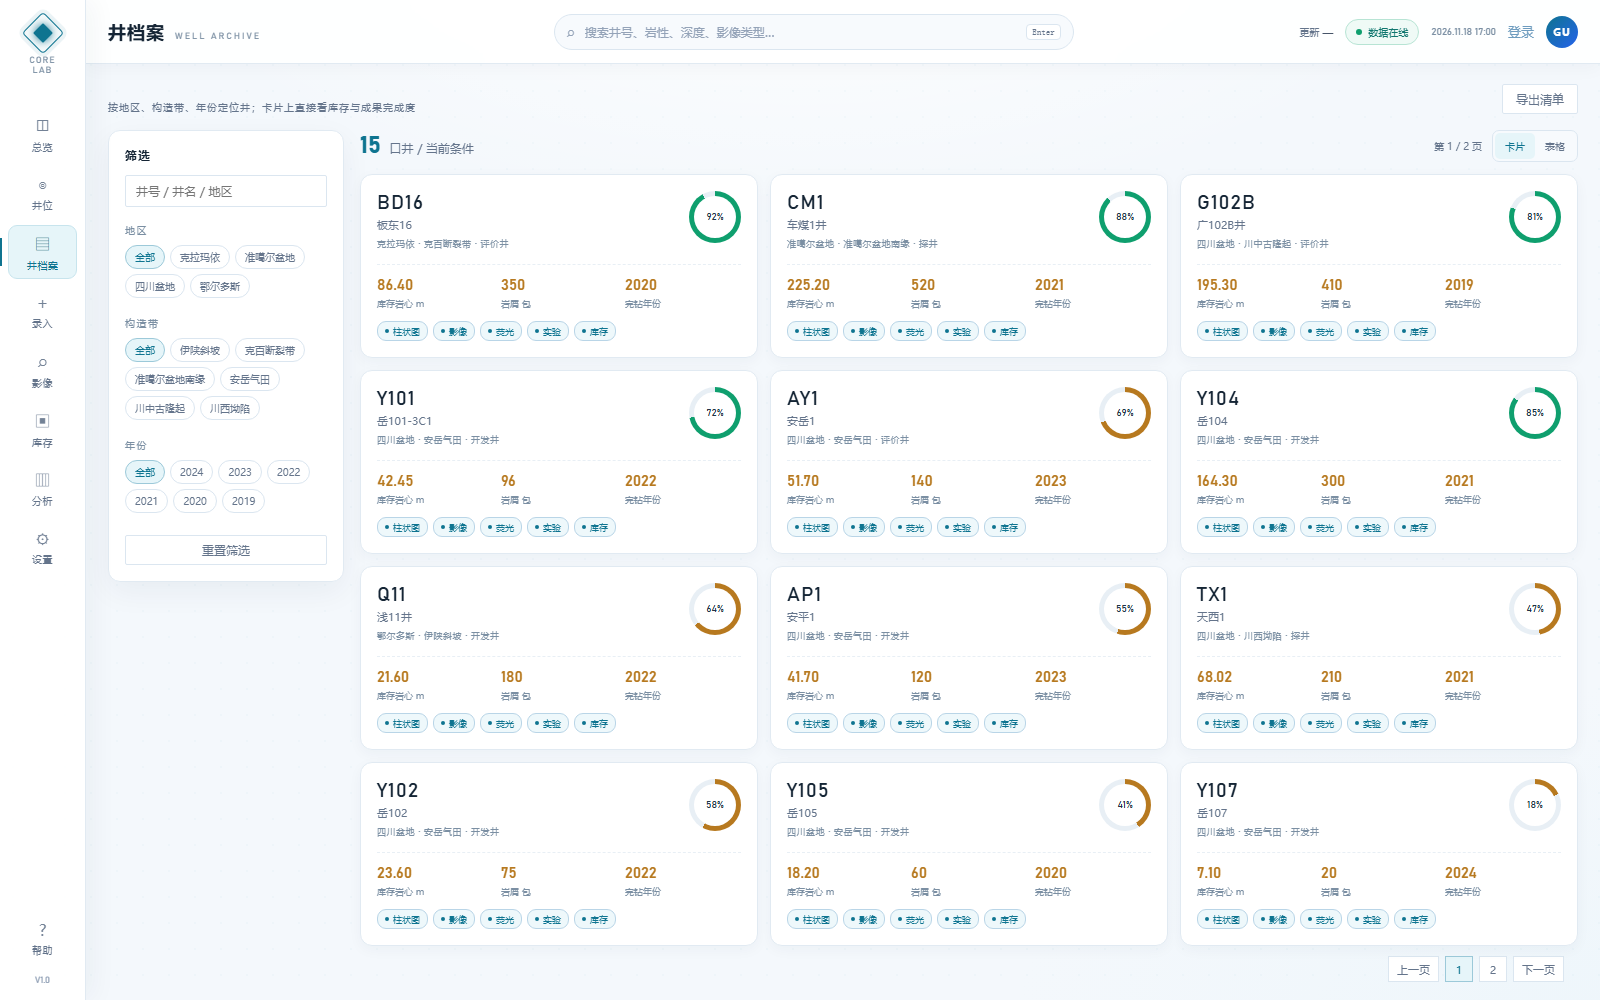 CORE
LAB
总览
井位
井档案
录入
影像
库存
分析
设置
?
帮助
V1.0
井档案 WELL ARCHIVE
搜索井号、岩性、深度、影像类型... Enter
更新 — 数据在线 2026.11.18 17:00 登录 GU
按地区、构造带、年份定位井；卡片上直接看库存与成果完成度
导出清单
筛选
井号 / 井名 / 地区
地区
全部 克拉玛依 准噶尔盆地
四川盆地 鄂尔多斯
构造带
全部 伊陕斜坡 克百断裂带
准噶尔盆地南缘 安岳气田
川中古隆起 川西坳陷
年份
全部 2024 2023 2022
2021 2020 2019
重置筛选
15 口井 / 当前条件
第 1 / 2 页 卡片 表格
BD16
板东16
克拉玛依 · 克百断裂带 · 评价井
92%
86.40 350 2020
库存岩心 m 岩屑 包 完钻年份
柱状图 影像 荧光 实验 库存
CM1
车煤1井
准噶尔盆地 · 准噶尔盆地南缘 · 探井
88%
225.20 520 2021
库存岩心 m 岩屑 包 完钻年份
柱状图 影像 荧光 实验 库存
G102B
广102B井
四川盆地 · 川中古隆起 · 评价井
81%
195.30 410 2019
库存岩心 m 岩屑 包 完钻年份
柱状图 影像 荧光 实验 库存
Y101
岳101-3C1
四川盆地 · 安岳气田 · 开发井
72%
42.45 96 2022
库存岩心 m 岩屑 包 完钻年份
柱状图 影像 荧光 实验 库存
AY1
安岳1
四川盆地 · 安岳气田 · 评价井
69%
51.70 140 2023
库存岩心 m 岩屑 包 完钻年份
柱状图 影像 荧光 实验 库存
Y104
岳104
四川盆地 · 安岳气田 · 开发井
85%
164.30 300 2021
库存岩心 m 岩屑 包 完钻年份
柱状图 影像 荧光 实验 库存
Q11
浅11井
鄂尔多斯 · 伊陕斜坡 · 开发井
64%
21.60 180 2022
库存岩心 m 岩屑 包 完钻年份
柱状图 影像 荧光 实验 库存
AP1
安平1
四川盆地 · 安岳气田 · 开发井
55%
41.70 120 2023
库存岩心 m 岩屑 包 完钻年份
柱状图 影像 荧光 实验 库存
TX1
天西1
四川盆地 · 川西坳陷 · 探井
47%
68.02 210 2021
库存岩心 m 岩屑 包 完钻年份
柱状图 影像 荧光 实验 库存
Y102
岳102
四川盆地 · 安岳气田 · 开发井
58%
23.60 75 2022
库存岩心 m 岩屑 包 完钻年份
柱状图 影像 荧光 实验 库存
Y105
岳105
四川盆地 · 安岳气田 · 开发井
41%
18.20 60 2020
库存岩心 m 岩屑 包 完钻年份
柱状图 影像 荧光 实验 库存
Y107
岳107
四川盆地 · 安岳气田 · 开发井
18%
7.10 20 2024
库存岩心 m 岩屑 包 完钻年份
柱状图 影像 荧光 实验 库存
上一页 1 2 下一页